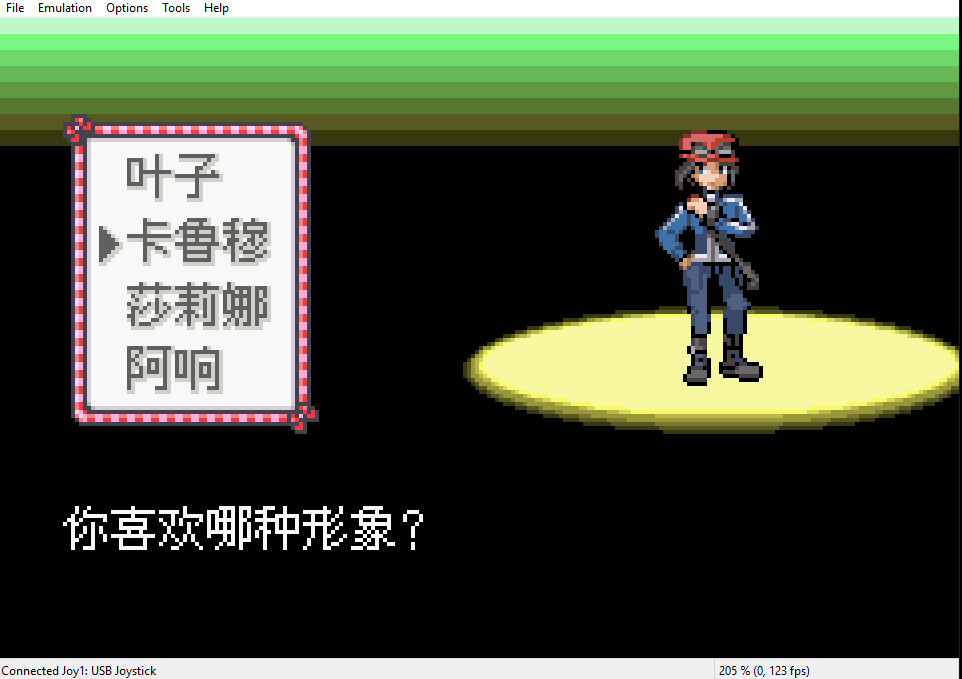 File Emulation Options Tools Help
叶子
卡鲁穆
莎莉娜
阿响
你喜欢哪种形象？
Connected Joy1: USB Joystick 205 % (0, 123 fps)